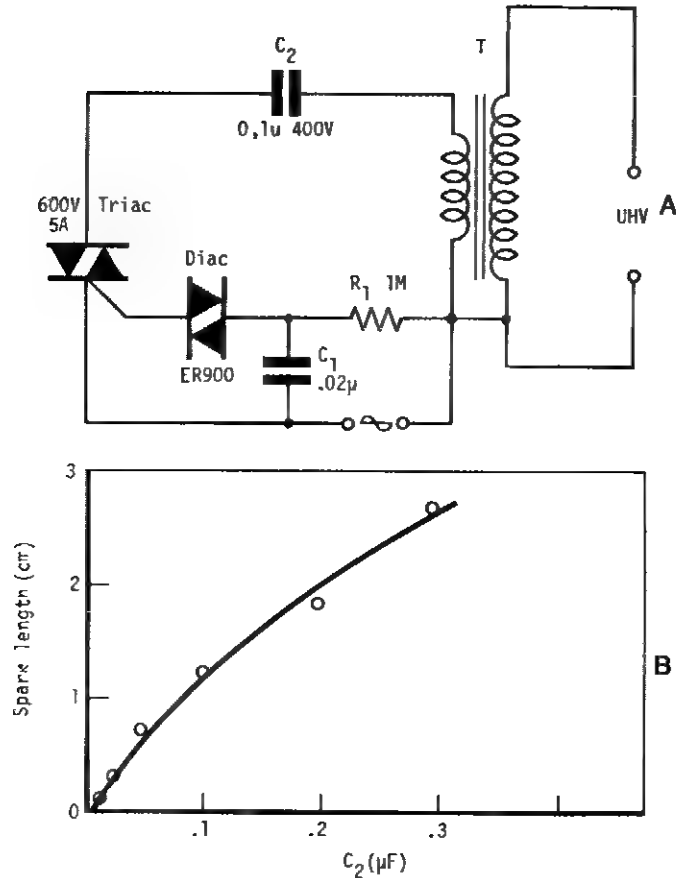 C2
T
0,1u 400V
600V Triac
5A
UHV
A
Diac
R1 1M
C1
.02µ
ER900
3
2
1
0
Spark length (cm)
B
.1
.2
.3
C2(µF)